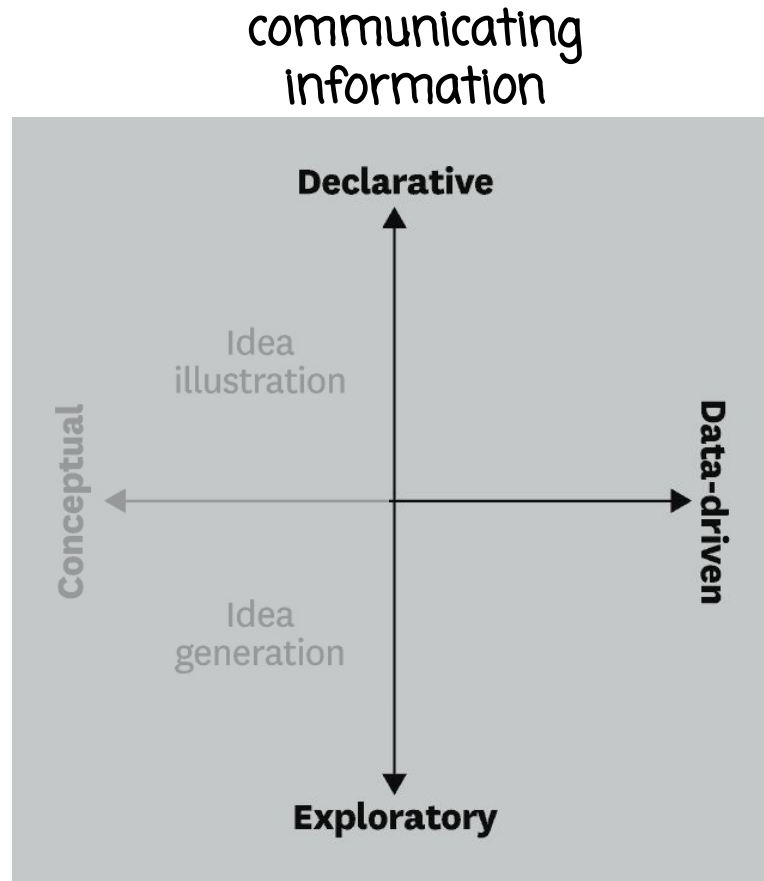 communicating
information
Declarative
Idea
illustration
Conceptual
Data-driven
Idea
generation
Exploratory